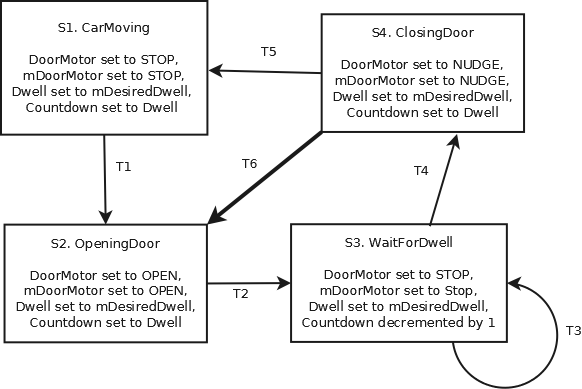 S1. CarMoving
DoorMotor set to STOP,
mDoorMotor set to STOP,
Dwell set to mDesiredDwell,
Countdown set to Dwell
T5
S4. ClosingDoor
DoorMotor set to NUDGE,
mDoorMotor set to NUDGE,
Dwell set to mDesiredDwell,
Countdown set to Dwell
T1
T6
T4
S2. OpeningDoor
DoorMotor set to OPEN,
mDoorMotor set to OPEN,
Dwell set to mDesiredDwell,
Countdown set to Dwell
T2
S3. WaitForDwell
DoorMotor set to STOP,
mDoorMotor set to Stop,
Dwell set to mDesiredDwell,
Countdown decremented by 1
T3